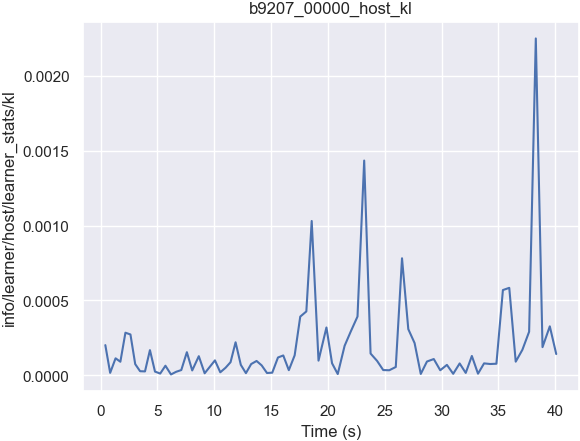 b9207_00000_host_kl
info/learner/host/learner_stats/kl
0.0020
0.0015
0.0010
0.0005
0.0000
0 5 10 15 20 25 30 35 40
Time (s)